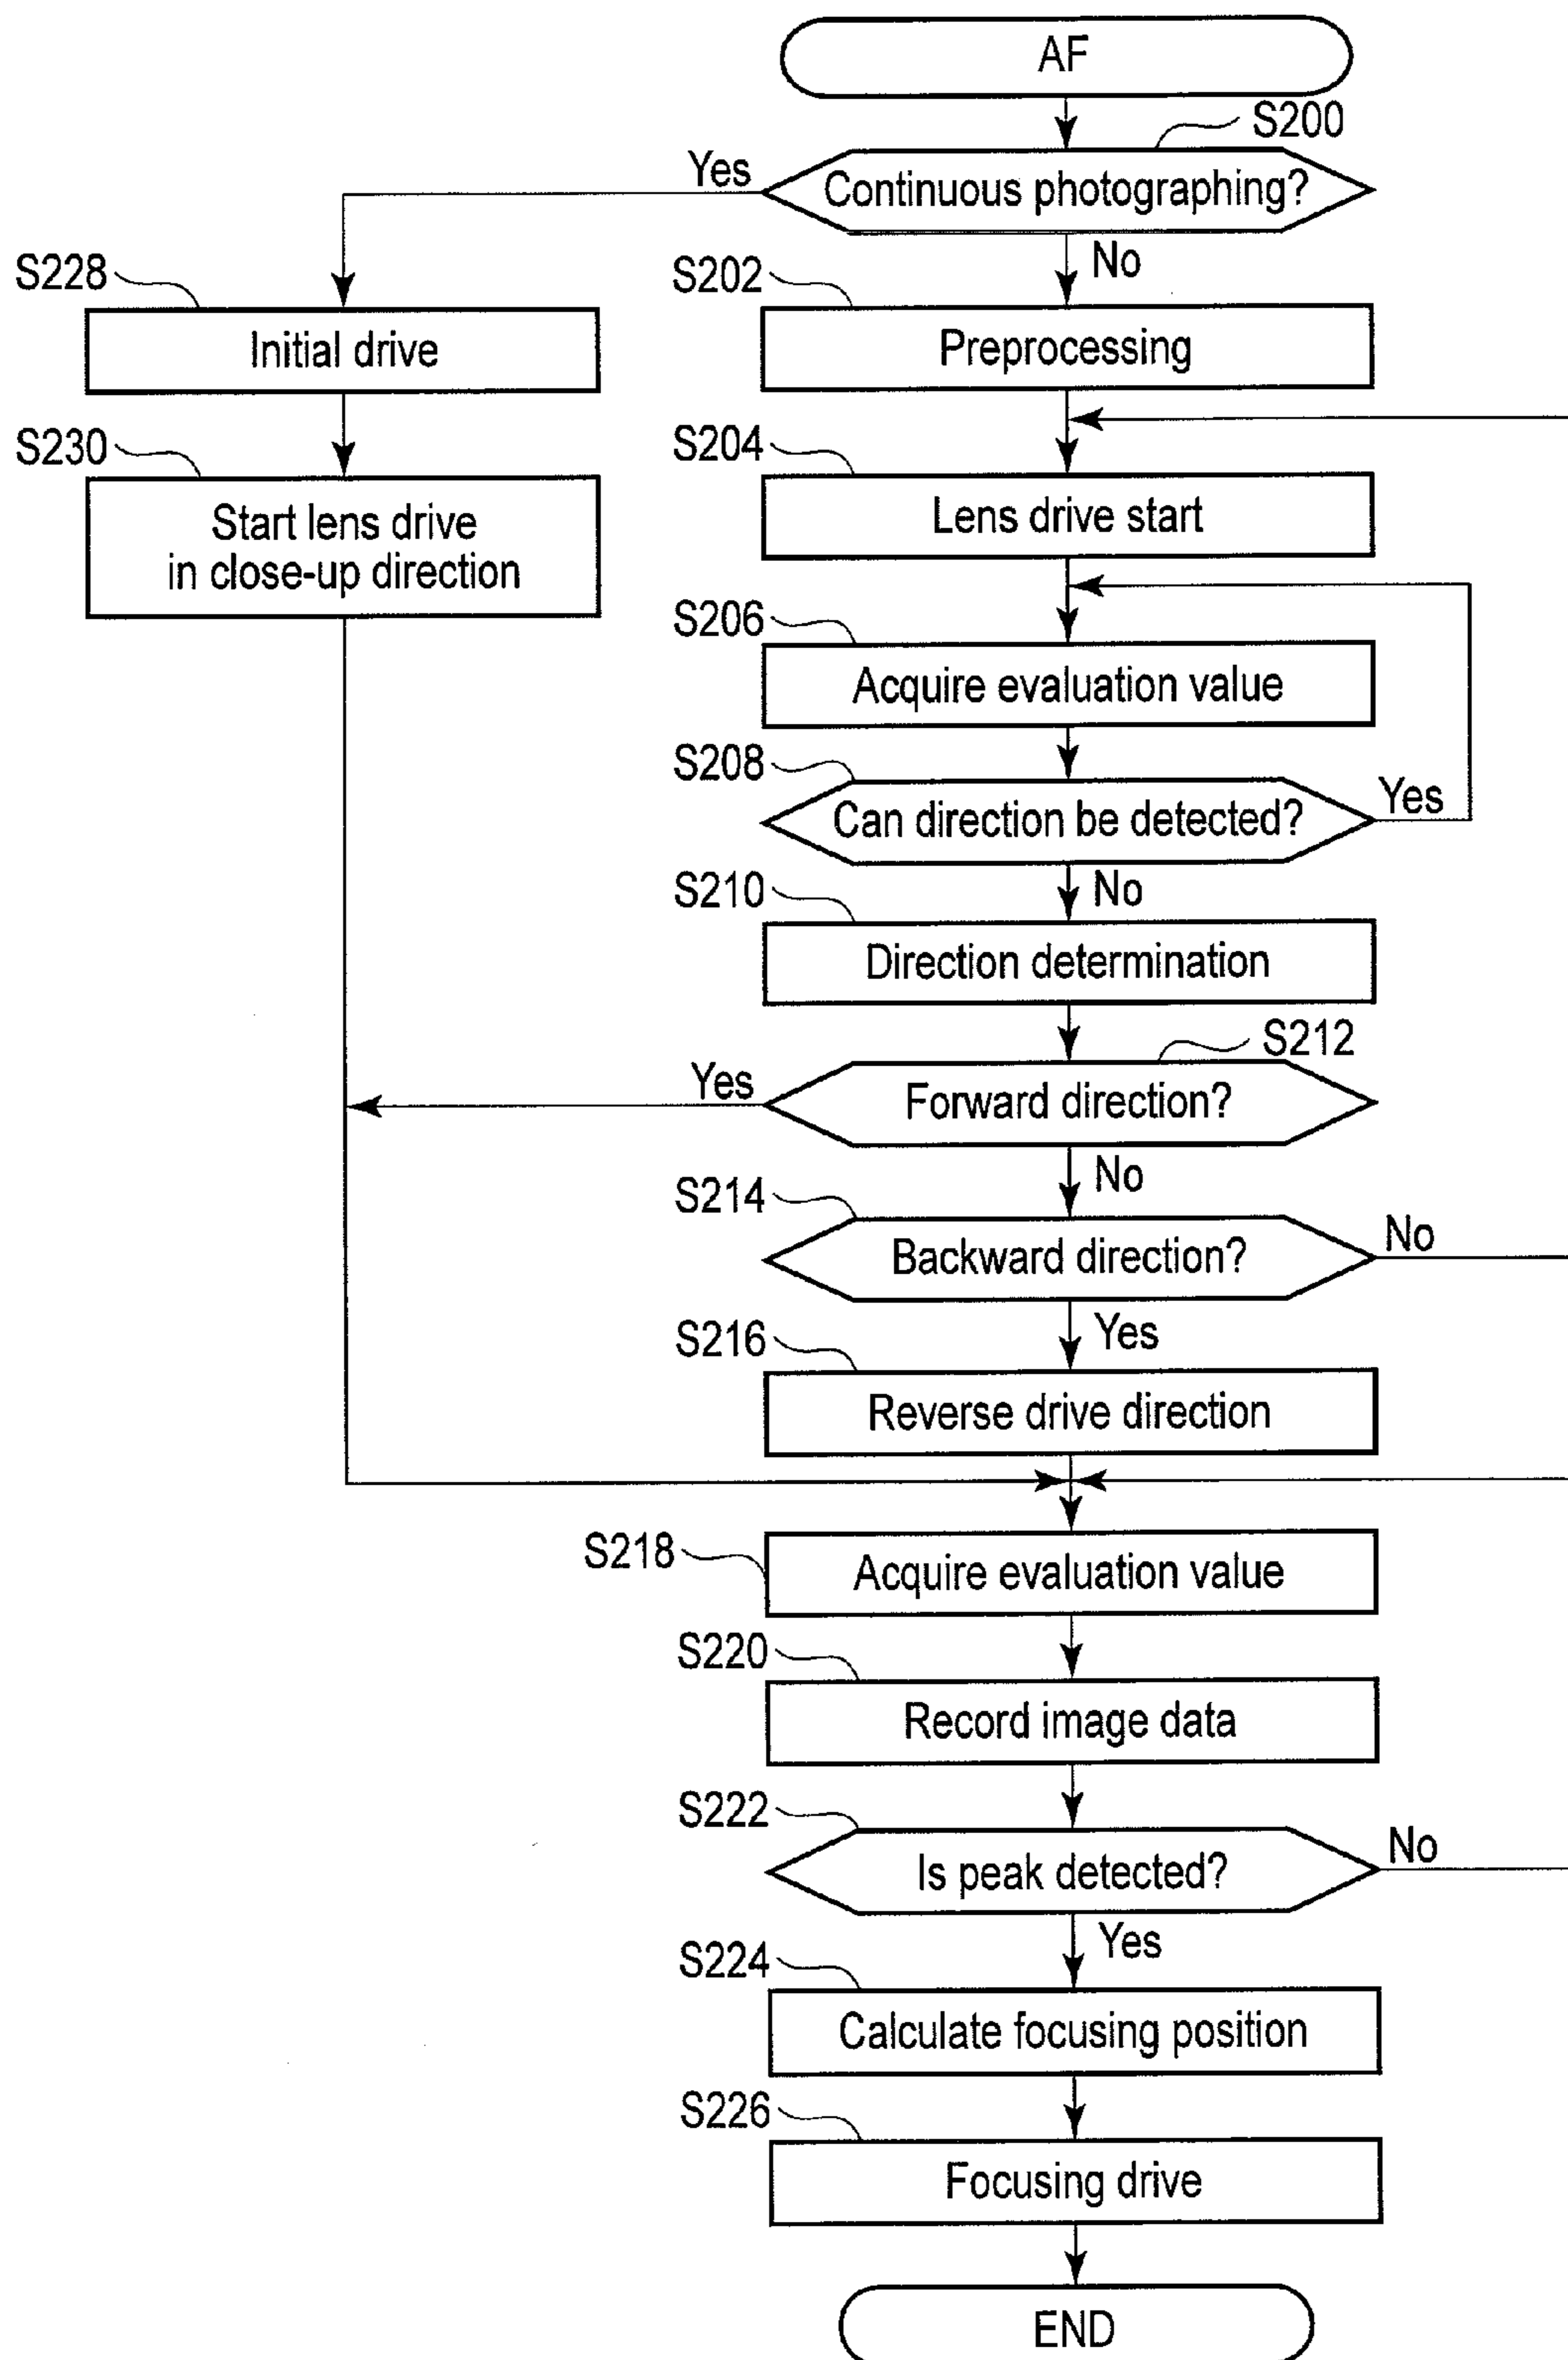 AF
S200
Continuous photographing?
Yes
No
S228
Initial drive
S202
Preprocessing
S230
Start lens drive
in close-up direction
S204
Lens drive start
S206
Acquire evaluation value
S208
Can direction be detected?
Yes
No
S210
Direction determination
S212
Forward direction?
Yes
No
S214
Backward direction?
No
Yes
S216
Reverse drive direction
S218
Acquire evaluation value
S220
Record image data
S222
Is peak detected?
No
Yes
S224
Calculate focusing position
S226
Focusing drive
END